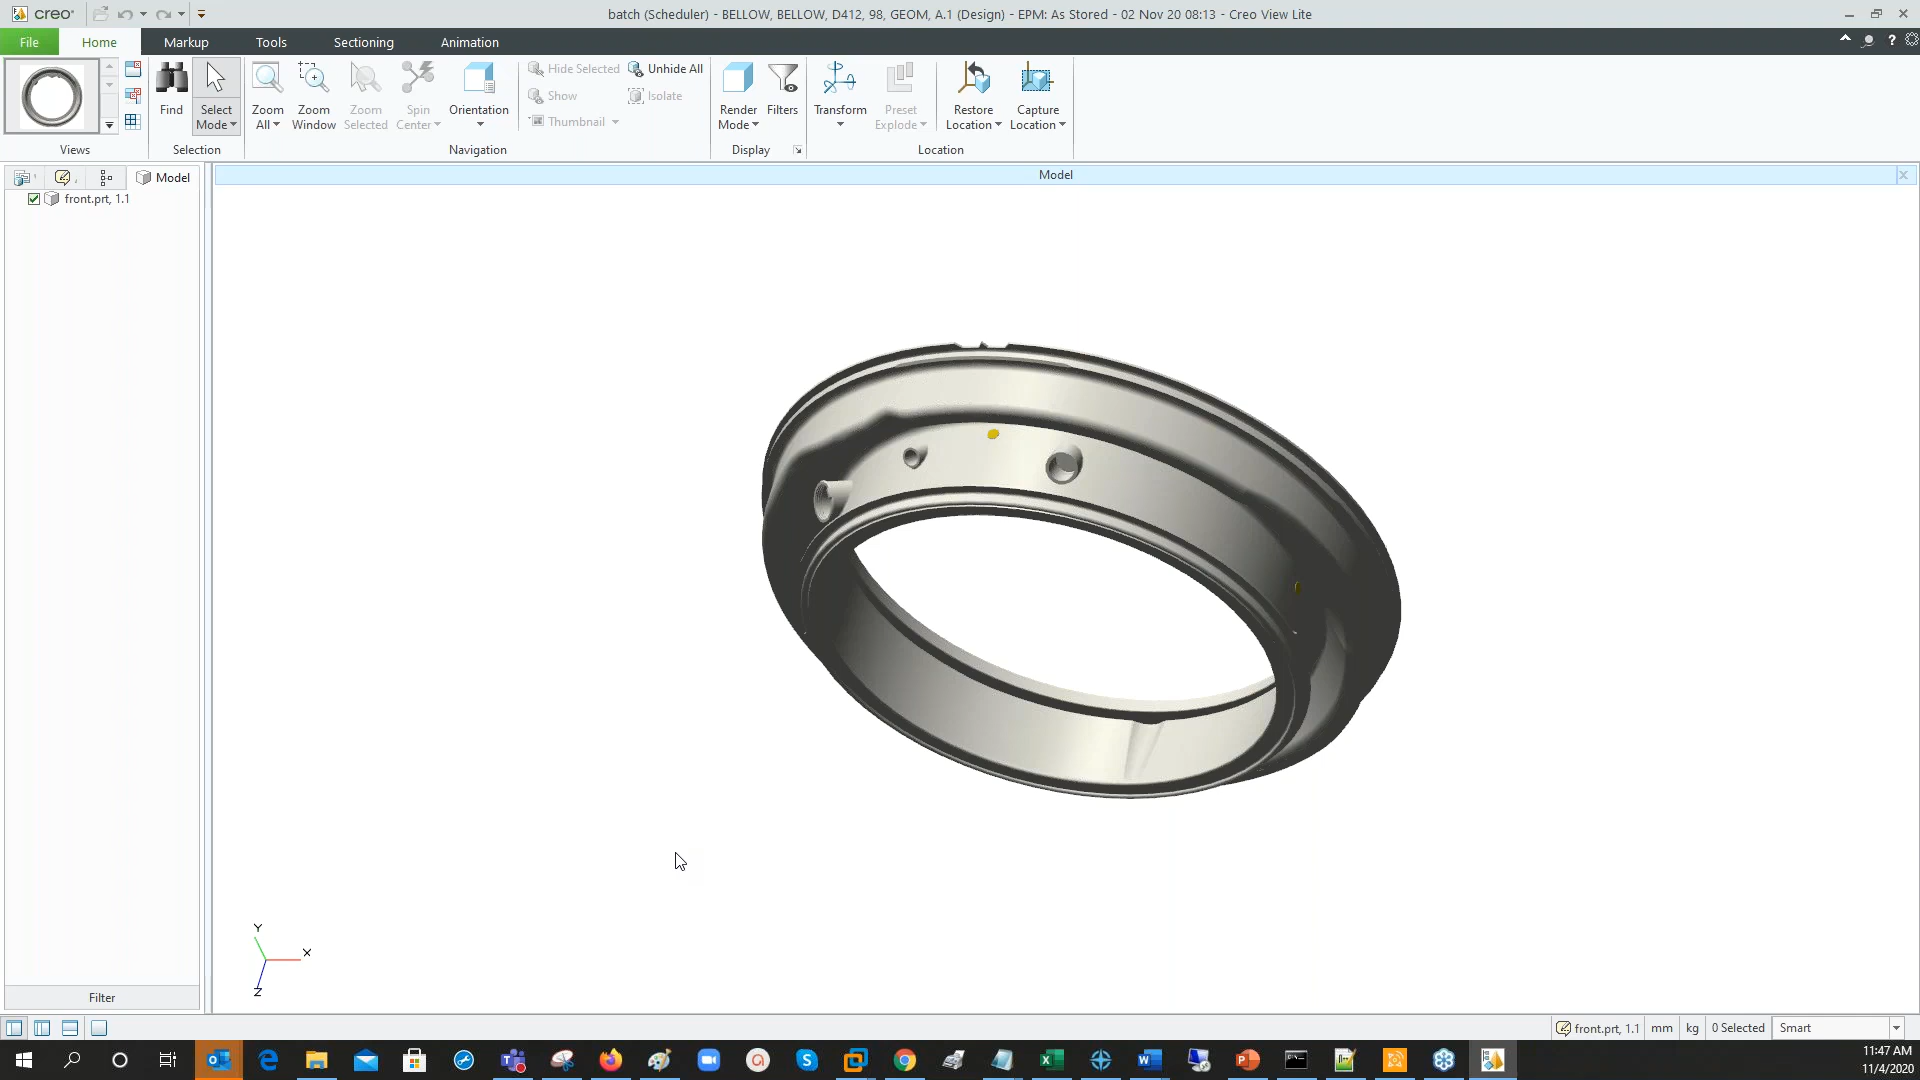 creo
batch (Scheduler) - BELLOW, BELLOW, D412, 98, GEOM, A.1 (Design) - EPM: As Stored - 02 Nov 20 08:13 - Creo View Lite
File Home Markup Tools Sectioning Animation
Find
Select Mode
Zoom All
Zoom Window
Zoom Selected
Spin Center
Orientation
Hide Selected
Show
Thumbnail
Unhide All
Isolate
Render Mode
Filters
Transform
Preset Explode
Restore Location
Capture Location
Views Selection Navigation Display Location
Model
Model
front.prt, 1.1
Y
X
Z
Filter
front.prt, 1.1 mm kg 0 Selected Smart
11:47 AM
11/4/2020